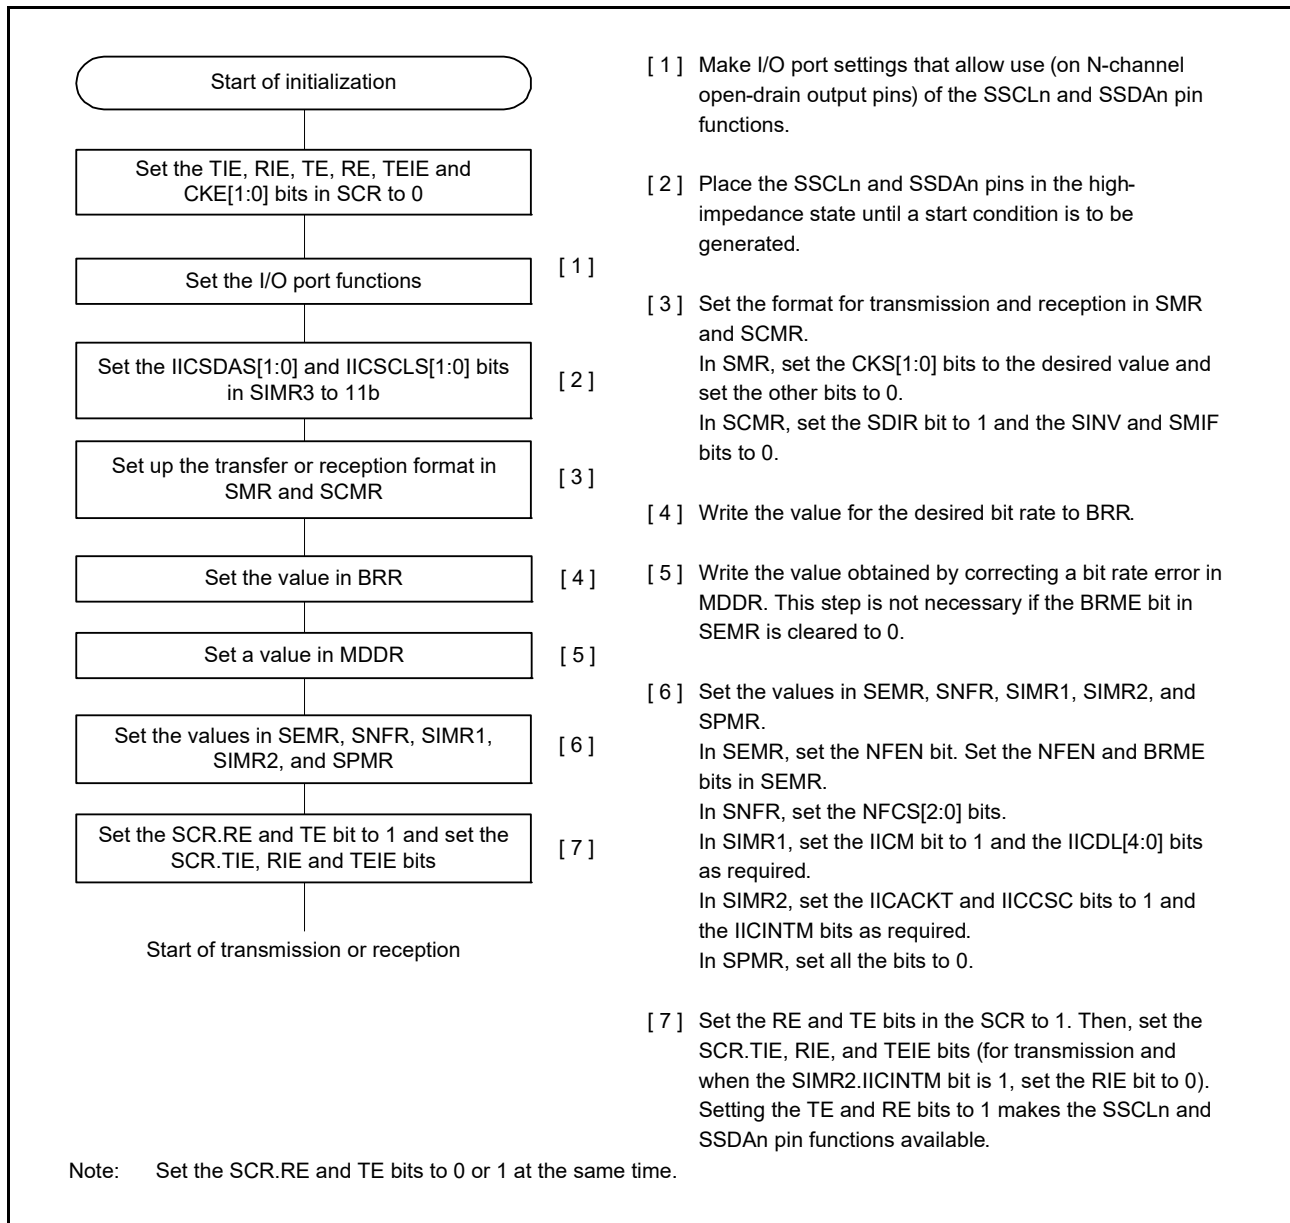 Start of initialization
Set the TIE, RIE, TE, RE, TEIE and
CKE[1:0] bits in SCR to 0
Set the I/O port functions
[ 1 ]
Set the IICSDAS[1:0] and IICSCLS[1:0] bits
in SIMR3 to 11b
[ 2 ]
Set up the transfer or reception format in
SMR and SCMR
[ 3 ]
Set the value in BRR
[ 4 ]
Set a value in MDDR
[ 5 ]
Set the values in SEMR, SNFR, SIMR1,
SIMR2, and SPMR
[ 6 ]
Set the SCR.RE and TE bit to 1 and set the
SCR.TIE, RIE and TEIE bits
[ 7 ]
Start of transmission or reception
[ 1 ] Make I/O port settings that allow use (on N-channel
open-drain output pins) of the SSCLn and SSDAn pin
functions.
[ 2 ] Place the SSCLn and SSDAn pins in the high-
impedance state until a start condition is to be
generated.
[ 3 ] Set the format for transmission and reception in SMR
and SCMR.
In SMR, set the CKS[1:0] bits to the desired value and
set the other bits to 0.
In SCMR, set the SDIR bit to 1 and the SINV and SMIF
bits to 0.
[ 4 ] Write the value for the desired bit rate to BRR.
[ 5 ] Write the value obtained by correcting a bit rate error in
MDDR. This step is not necessary if the BRME bit in
SEMR is cleared to 0.
[ 6 ] Set the values in SEMR, SNFR, SIMR1, SIMR2, and
SPMR.
In SEMR, set the NFEN bit. Set the NFEN and BRME
bits in SEMR.
In SNFR, set the NFCS[2:0] bits.
In SIMR1, set the IICM bit to 1 and the IICDL[4:0] bits
as required.
In SIMR2, set the IICACKT and IICCSC bits to 1 and
the IICINTM bits as required.
In SPMR, set all the bits to 0.
[ 7 ] Set the RE and TE bits in the SCR to 1. Then, set the
SCR.TIE, RIE, and TEIE bits (for transmission and
when the SIMR2.IICINTM bit is 1, set the RIE bit to 0).
Setting the TE and RE bits to 1 makes the SSCLn and
SSDAn pin functions available.
Note: Set the SCR.RE and TE bits to 0 or 1 at the same time.